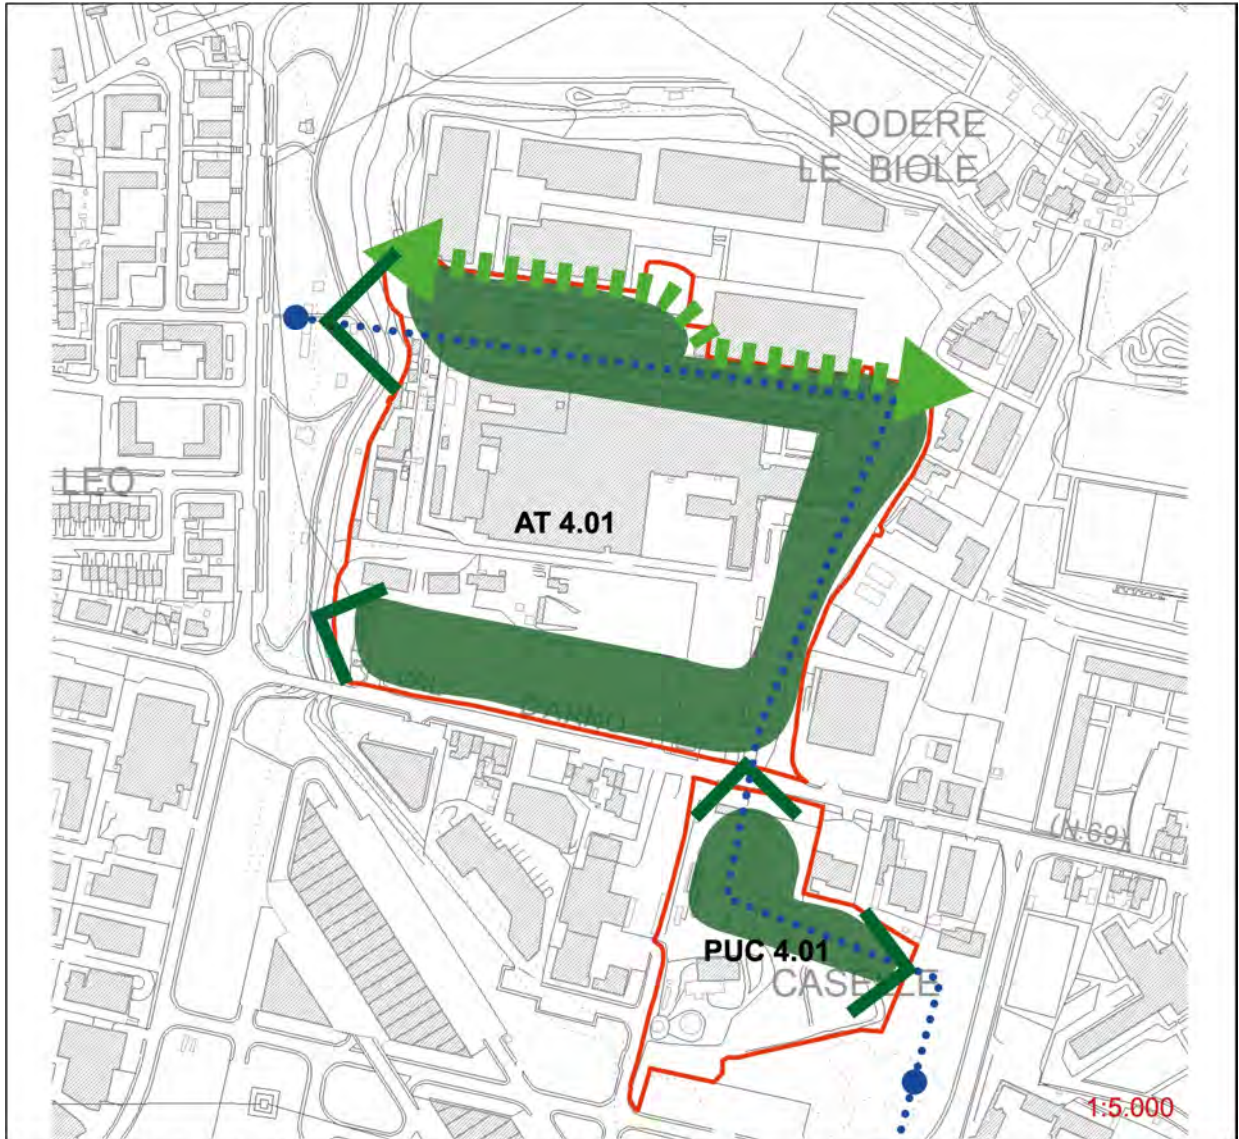 PODERE
LE BIOLE
LEO
AT 4.01
(N.69)
PUC 4.01
CASELLE
1:5.000